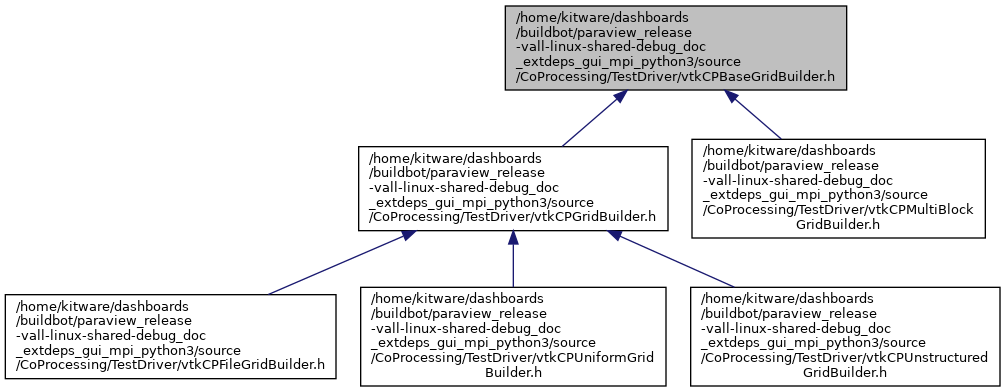 /home/kitware/dashboards
/buildbot/paraview_release
-vall-linux-shared-debug_doc
_extdeps_gui_mpi_python3/source
/CoProcessing/TestDriver/vtkCPBaseGridBuilder.h
/home/kitware/dashboards
/buildbot/paraview_release
-vall-linux-shared-debug_doc
_extdeps_gui_mpi_python3/source
/CoProcessing/TestDriver/vtkCPGridBuilder.h
/home/kitware/dashboards
/buildbot/paraview_release
-vall-linux-shared-debug_doc
_extdeps_gui_mpi_python3/source
/CoProcessing/TestDriver/vtkCPMultiBlock
GridBuilder.h
/home/kitware/dashboards
/buildbot/paraview_release
-vall-linux-shared-debug_doc
_extdeps_gui_mpi_python3/source
/CoProcessing/TestDriver/vtkCPFileGridBuilder.h
/home/kitware/dashboards
/buildbot/paraview_release
-vall-linux-shared-debug_doc
_extdeps_gui_mpi_python3/source
/CoProcessing/TestDriver/vtkCPUniformGrid
Builder.h
/home/kitware/dashboards
/buildbot/paraview_release
-vall-linux-shared-debug_doc
_extdeps_gui_mpi_python3/source
/CoProcessing/TestDriver/vtkCPUnstructured
GridBuilder.h